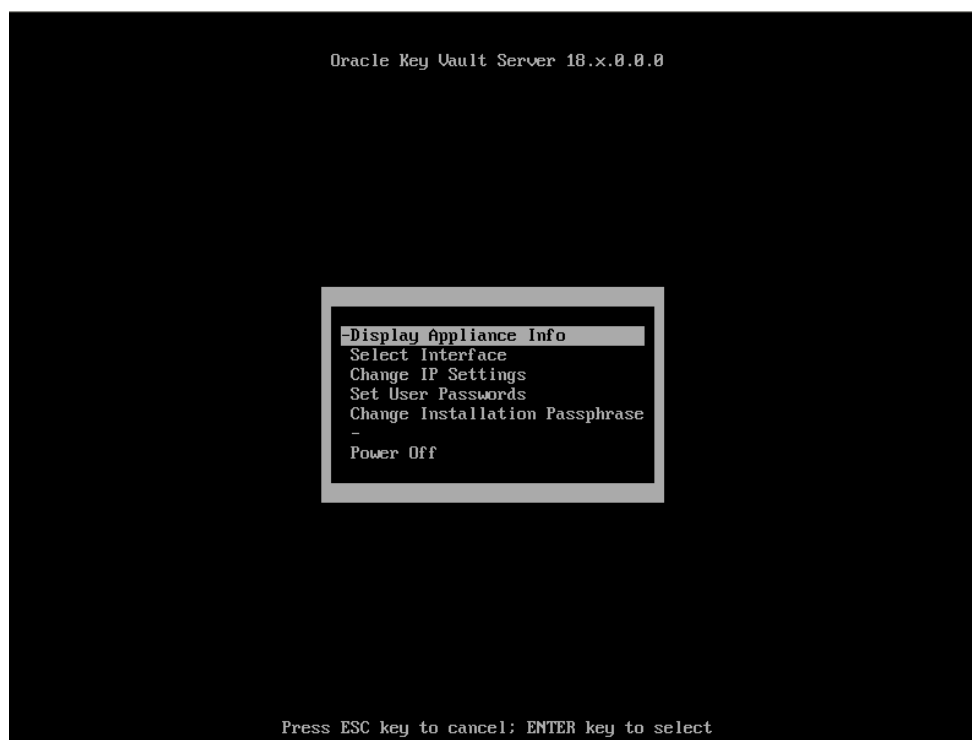 Oracle Key Vault Server 18.x.0.0.0
-Display Appliance Info
Select Interface
Change IP Settings
Set User Passwords
Change Installation Passphrase
-
Power Off
Press ESC key to cancel; ENTER key to select